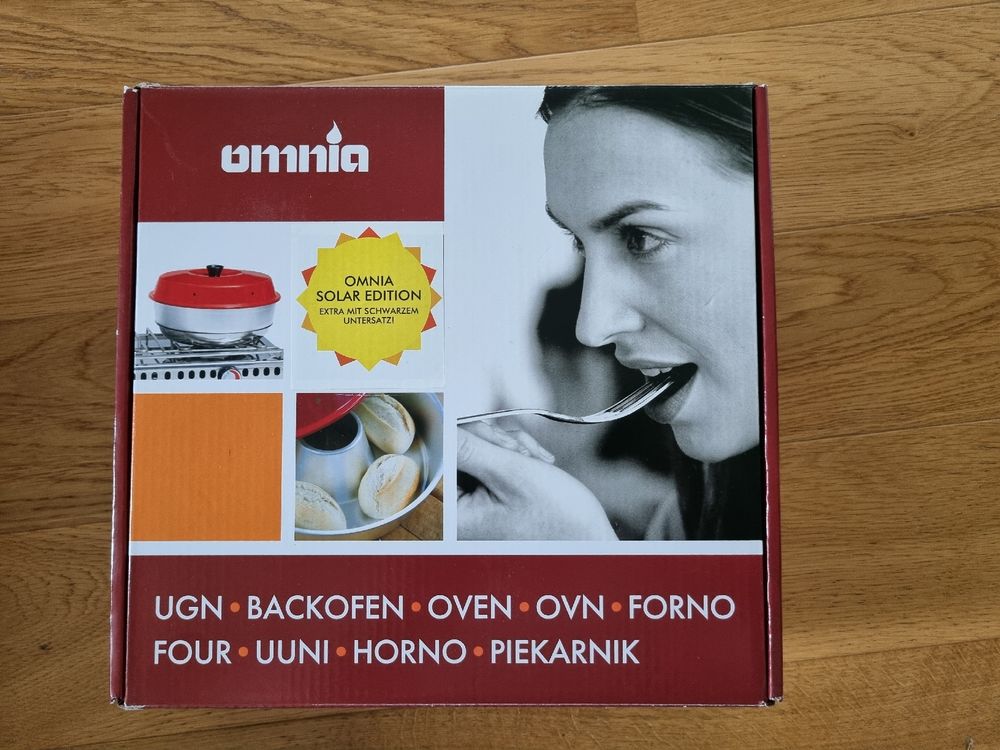 omnia
OMNIA
SOLAR EDITION
EXTRA MIT SCHWARZEM
UNTERSATZ!
UGN • BACKOFEN • OVEN • OVN • FORNO
FOUR • UUNI • HORNO • PIEKARNIK